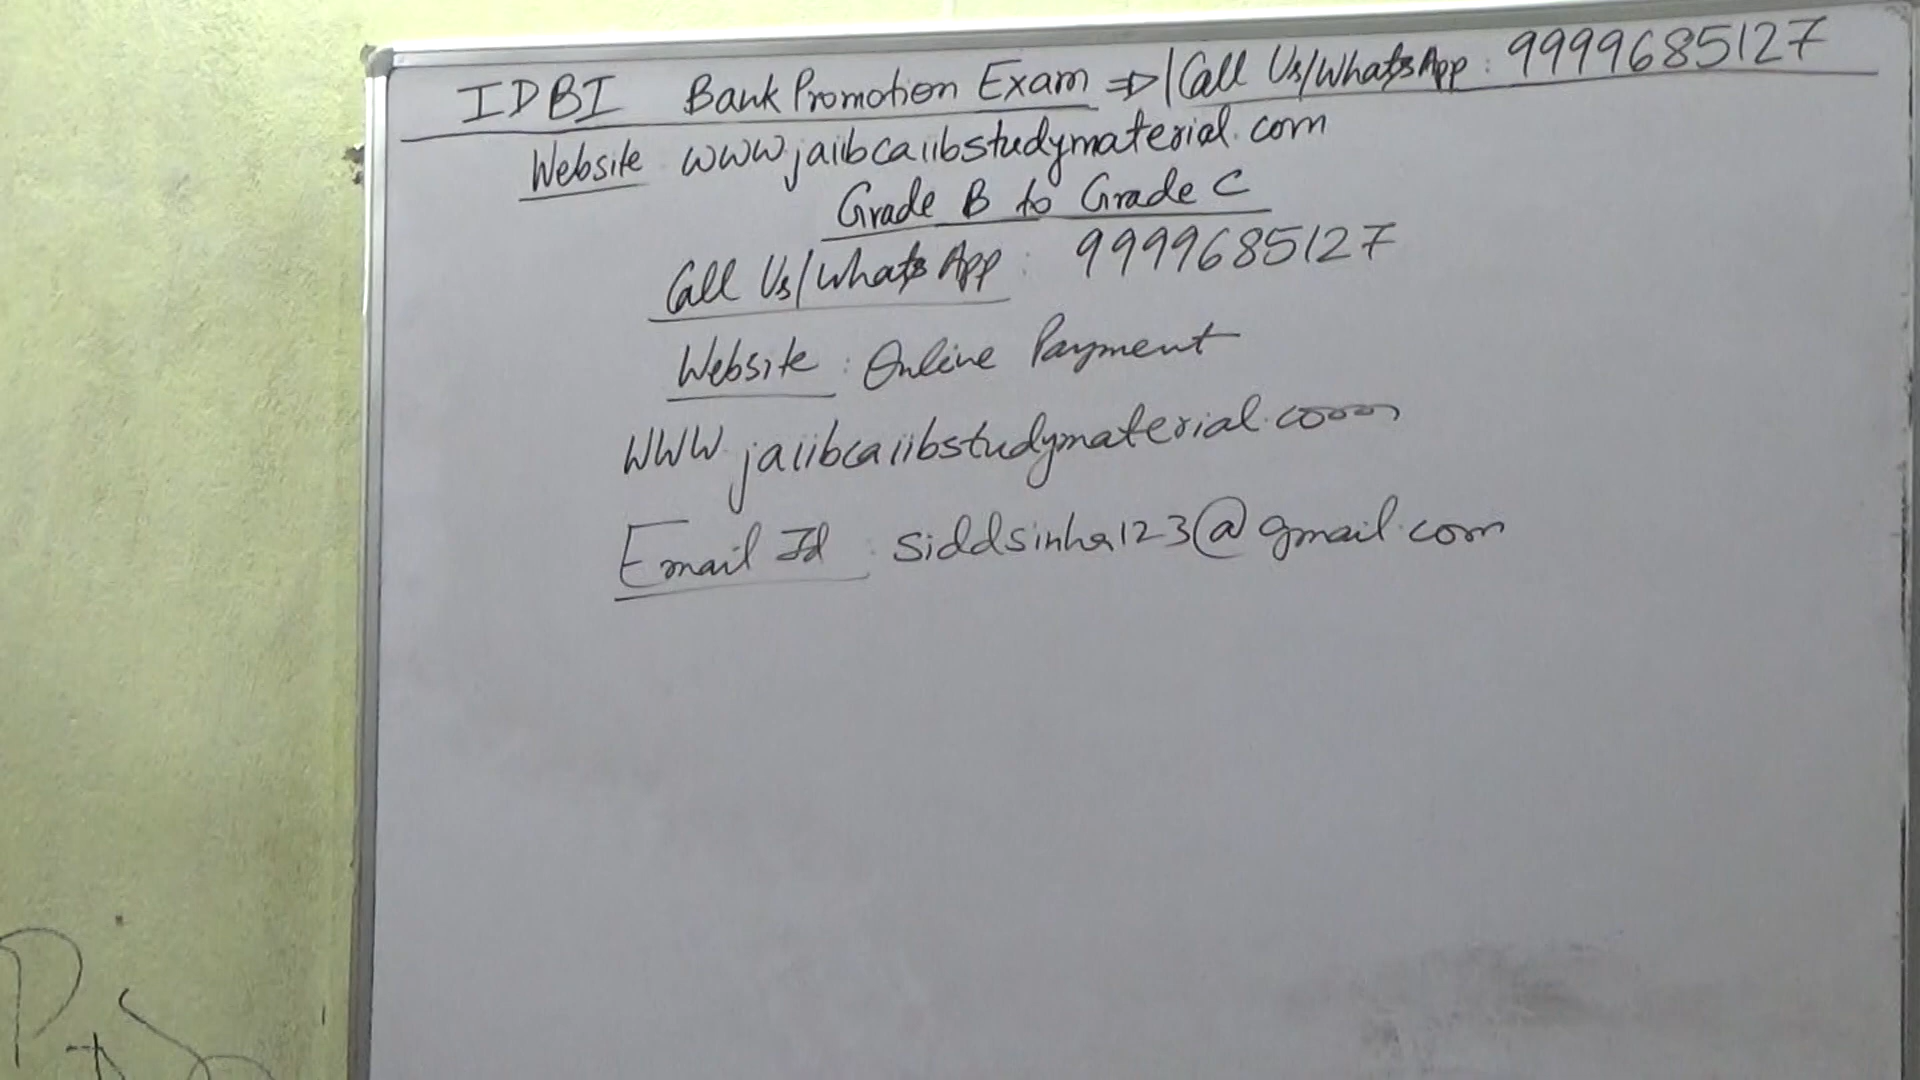 IDBI Bank Promotion Exam ⇒ | Call Us/WhatsApp : 9999685127
Website www.jaiibcaiibstudymaterial.com
Grade B to Grade C
Call Us/WhatsApp : 9999685127
Website : Online Payment
WWW.jaiibcaiibstudymaterial.com
Email Id : siddsinha123@gmail.com